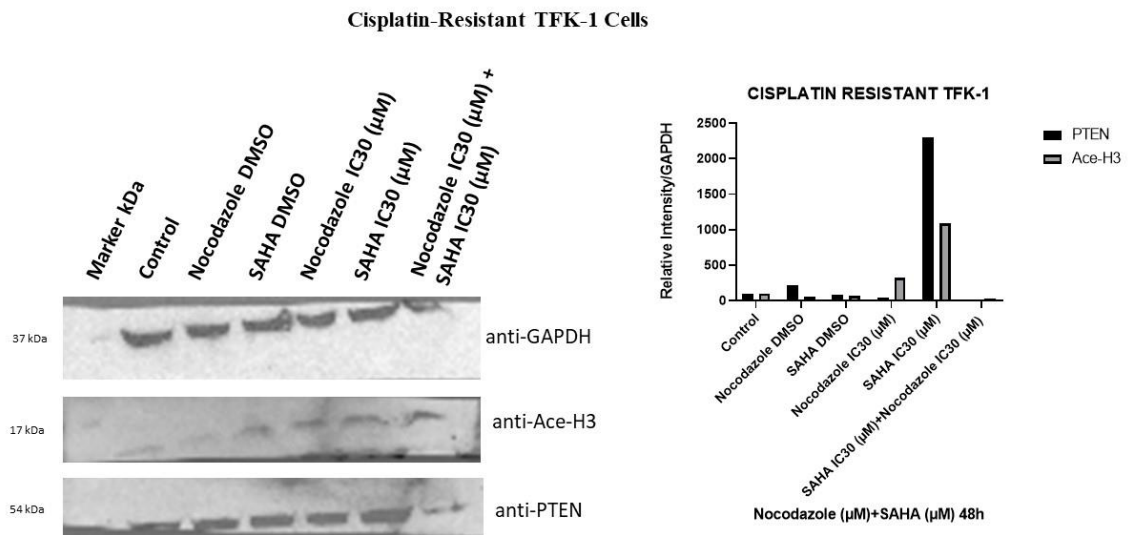 Cisplatin-Resistant TFK-1 Cells
Marker kDa
Control
Nocodazole DMSO
SAHA DMSO
Nocodazole IC30 (µM)
SAHA IC30 (µM)
Nocodazole IC30 (µM) +
SAHA IC30 (µM)
37 kDa
anti-GAPDH
17 kDa
anti-Ace-H3
54 kDa
anti-PTEN
CISPLATIN RESISTANT TFK-1
Relative Intensity/GAPDH
2500
2000
1500
1000
500
0
PTEN
Ace-H3
Control
Nocodazole DMSO
SAHA DMSO
Nocodazole IC30 (µM)
SAHA IC30 (µM)
SAHA IC30 (µM)+Nocodazole IC30 (µM)
Nocodazole (µM)+SAHA (µM) 48h